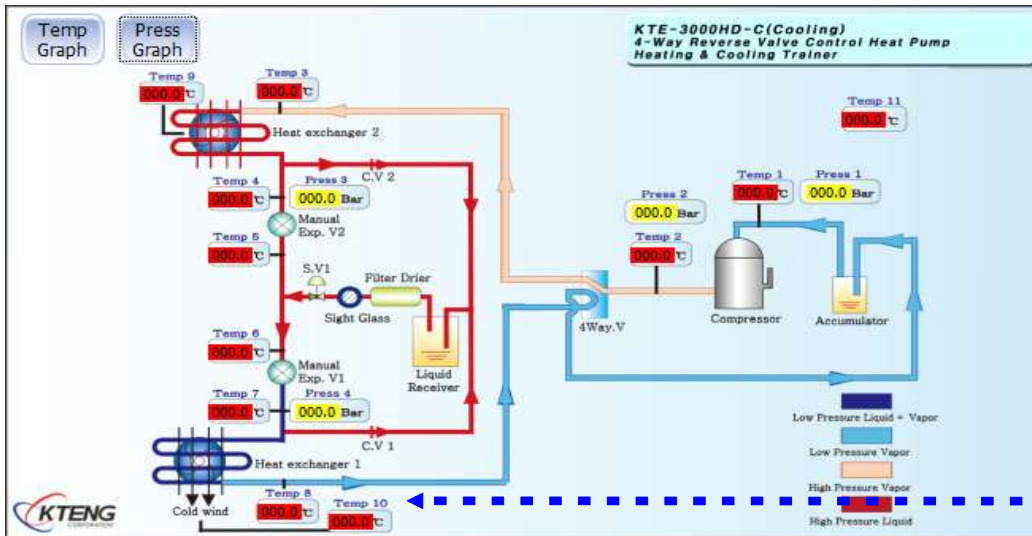 Temp
Graph
Press
Graph
KTE-3000HD-C(Cooling)
4-Way Reverse Valve Control Heat Pump
Heating & Cooling Trainer
Temp 9
000.0 ℃
Temp 3
000.0 ℃
Temp 11
000.0 ℃
Heat exchanger 2
C.V 2
Temp 4
000.0 ℃
Press 3
000.0 Bar
Manual
Exp. V2
Temp 5
000.0 ℃
Press 2
000.0 Bar
Temp 1
000.0 ℃
Press 1
000.0 Bar
Temp 2
000.0 ℃
S.V1
Filter Drier
Sight Glass
4Way.V
Compressor
Accumulator
Temp 6
000.0 ℃
Manual
Exp. V1
Liquid
Receiver
Temp 7
000.0 ℃
Press 4
000.0 Bar
C.V 1
Heat exchanger 1
Low Pressure Liquid + Vapor
Low Pressure Vapor
High Pressure Vapor
High Pressure Liquid
KTENG
CORPORATION
Cold wind
Temp 8
000.0 ℃
Temp 10
000.0 ℃